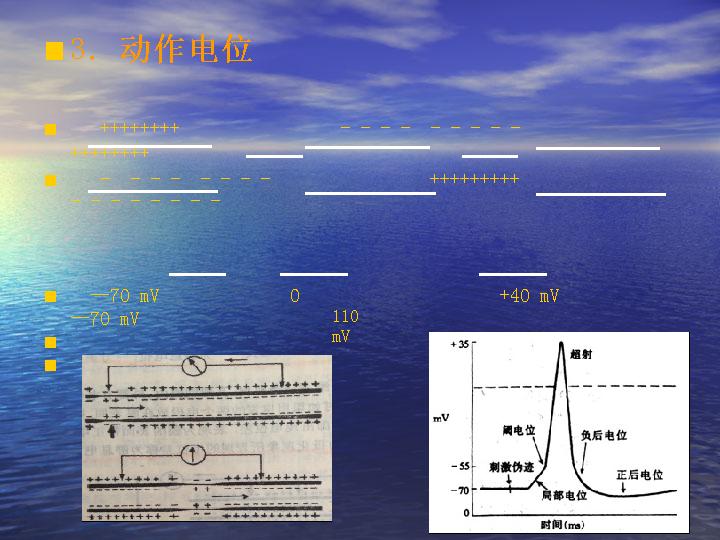 3. 动作电位
++++++++ — — — — — — — — —
++++++++
— — — — — — — — +++++++++
— — — — — — — —
—70 mV 0 +40 mV
—70 mV
110
mV
+35
超射
mV
阈电位
负后电位
-55
刺激伪迹
正后电位
-70
局部电位
0
时间(ms)